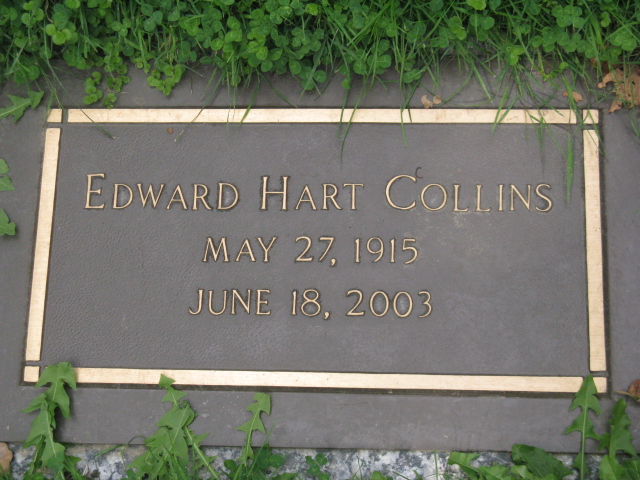 EDWARD HART COLLINS
MAY 27, 1915
JUNE 18, 2003